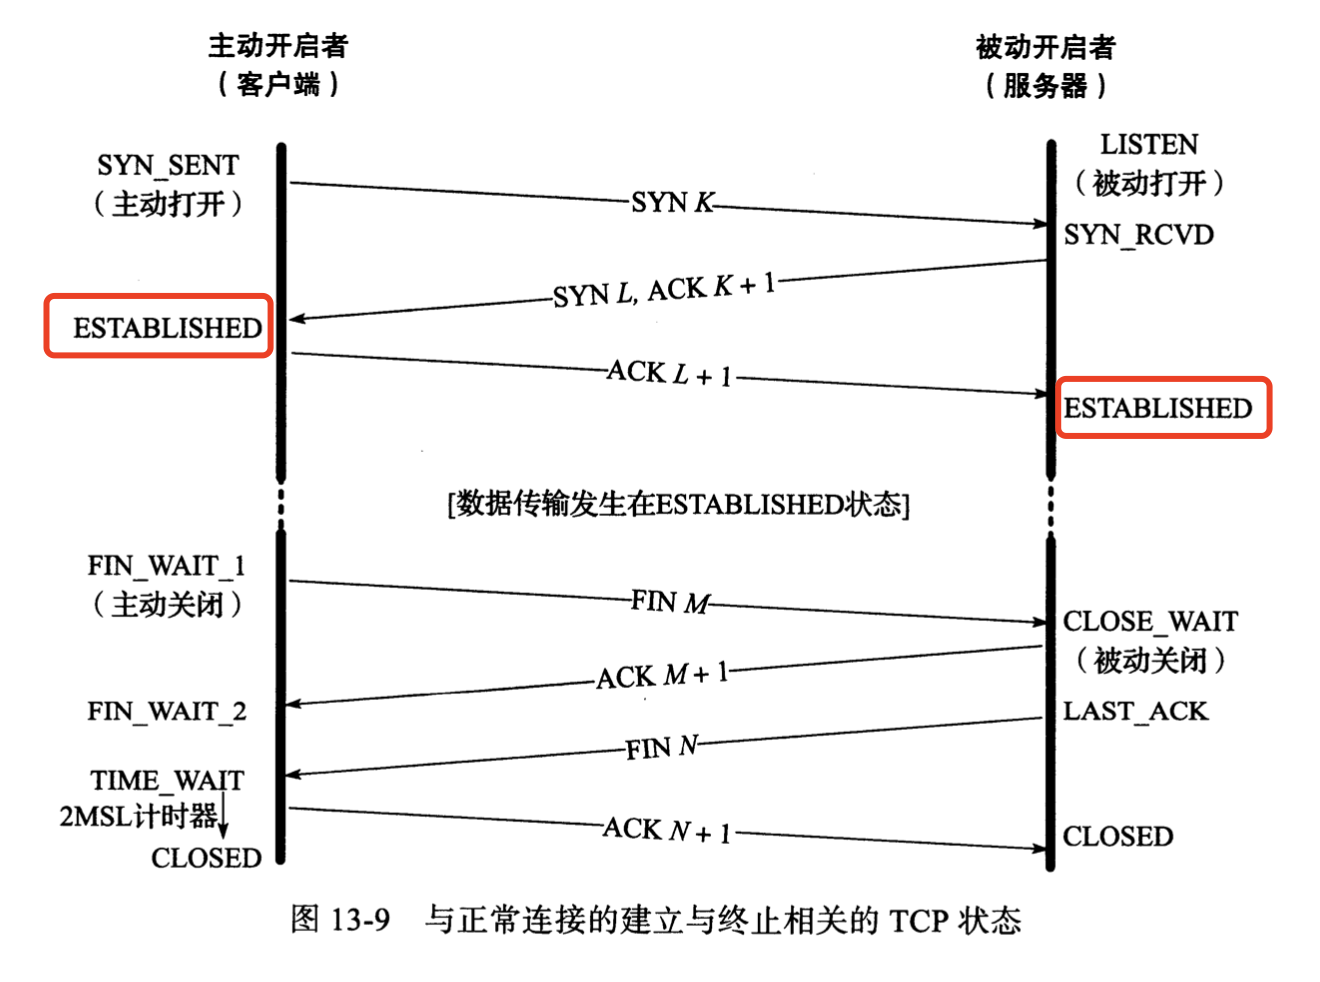 主动开启者
（客户端）
被动开启者
（服务器）
LISTEN
（被动打开）
SYN_SENT
（主动打开）
SYN K
SYN_RCVD
SYN L, ACK K + 1
ESTABLISHED
ACK L + 1
ESTABLISHED
[数据传输发生在ESTABLISHED状态]
FIN_WAIT_1
（主动关闭）
FIN M
CLOSE_WAIT
（被动关闭）
ACK M + 1
FIN_WAIT_2
LAST_ACK
FIN N
TIME_WAIT
2MSL计时器
ACK N + 1
CLOSED
CLOSED
图 13-9 与正常连接的建立与终止相关的 TCP 状态